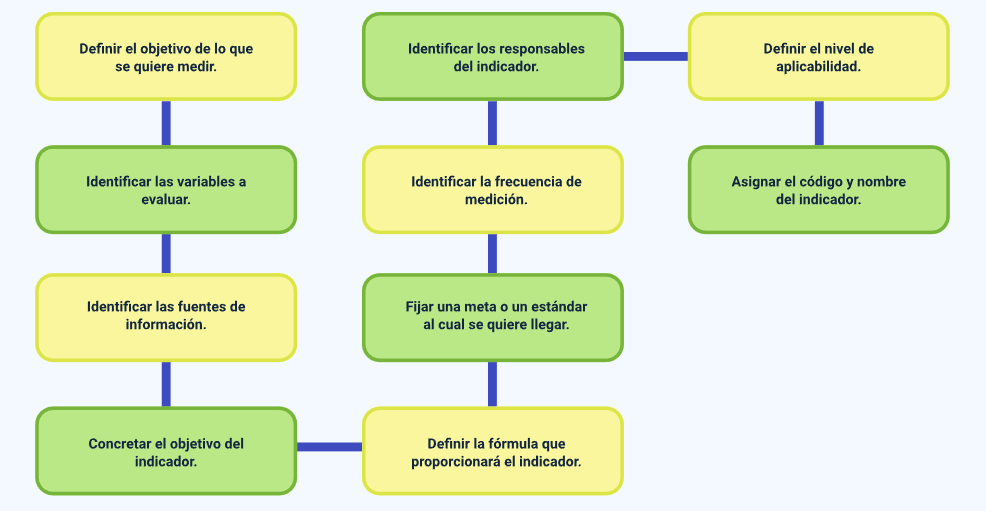 Definir el objetivo de lo que
se quiere medir.
Identificar las variables a
evaluar.
Identificar las fuentes de
información.
Concretar el objetivo del
indicador.
Definir la fórmula que
proporcionará el indicador.
Fijar una meta o un estándar
al cual se quiere llegar.
Identificar la frecuencia de
medición.
Identificar los responsables
del indicador.
Definir el nivel de
aplicabilidad.
Asignar el código y nombre
del indicador.